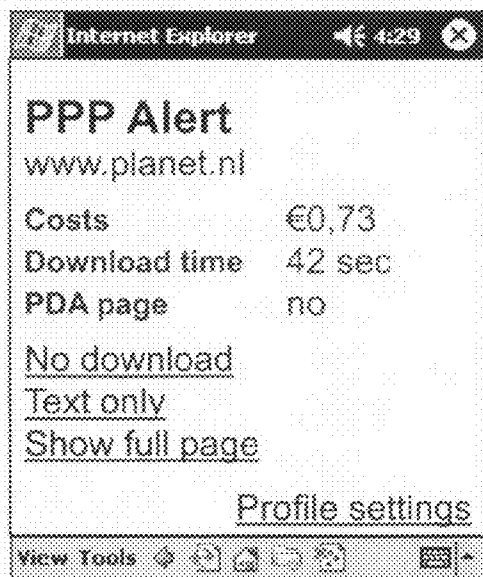 Internet Explorer 4:29
PPP Alert
www.planet.nl
Costs €0,73
Download time 42 sec
PDA page no
No download
Text only
Show full page
Profile settings
View Tools